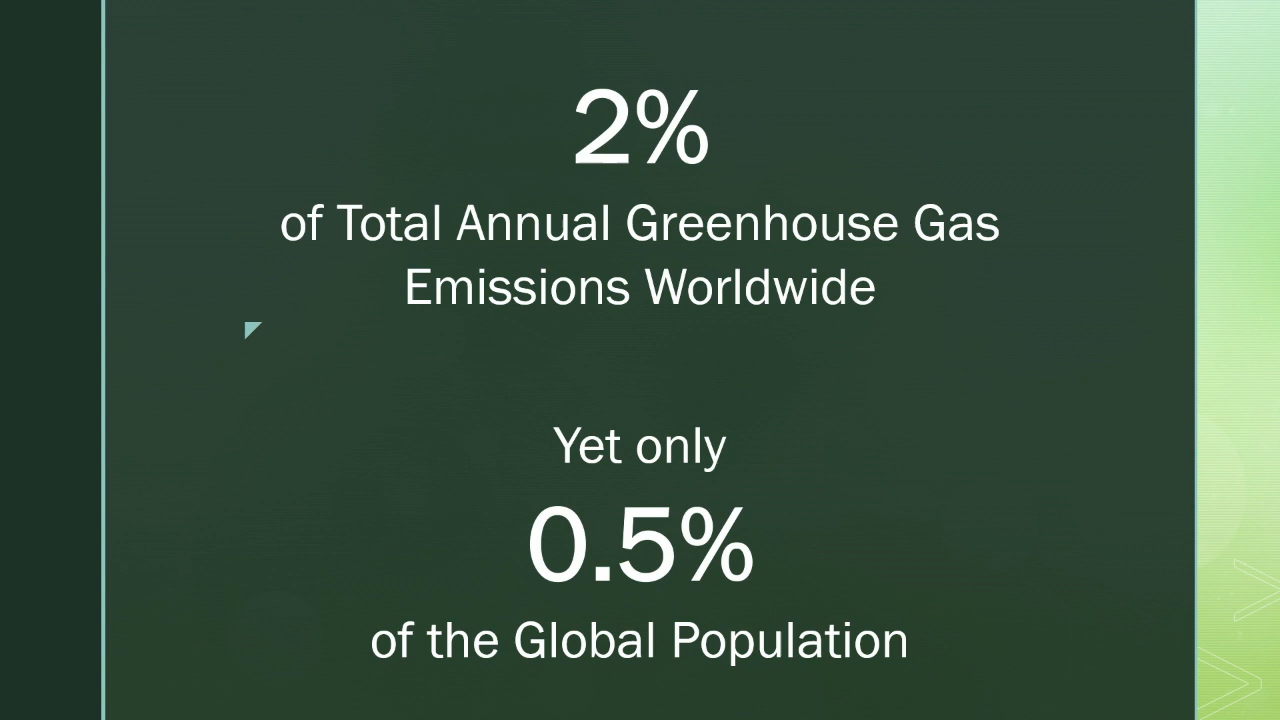 2%
of Total Annual Greenhouse Gas
Emissions Worldwide
Yet only
0.5%
of the Global Population